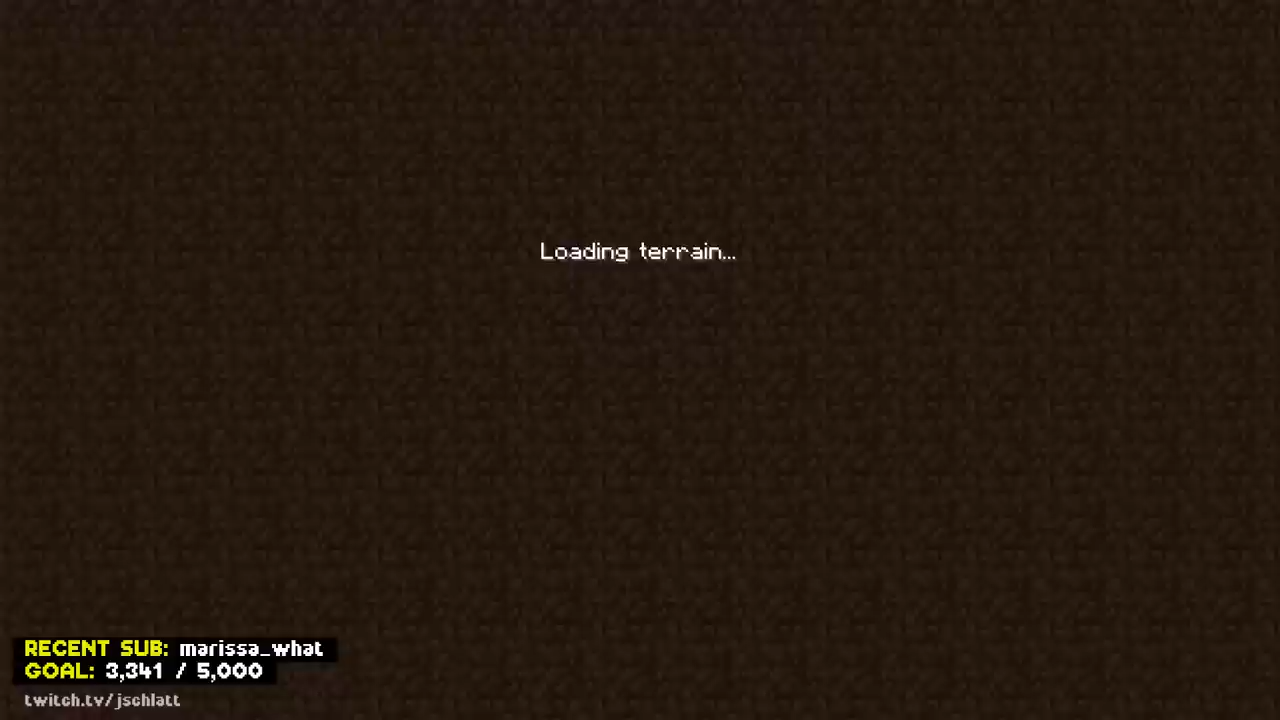 Loading terrain...
RECENT SUB: marissa_what
GOAL: 3,341 / 5,000
twitch.tv/jschlatt